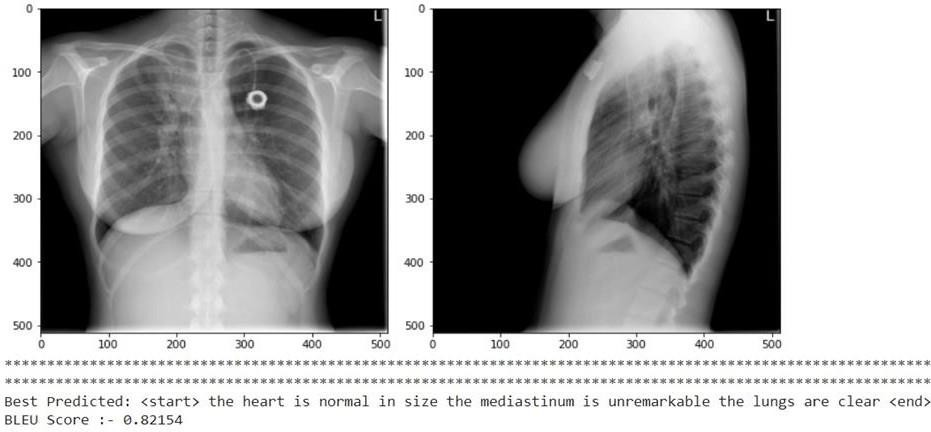 0
100
200
300
400
500
0 100 200 300 400 500
L
0
100
200
300
400
500
0 100 200 300 400 500
L
****************************************************************************************************
****************************************************************************************************
Best Predicted: <start> the heart is normal in size the mediastinum is unremarkable the lungs are clear <end>
BLEU Score :- 0.82154